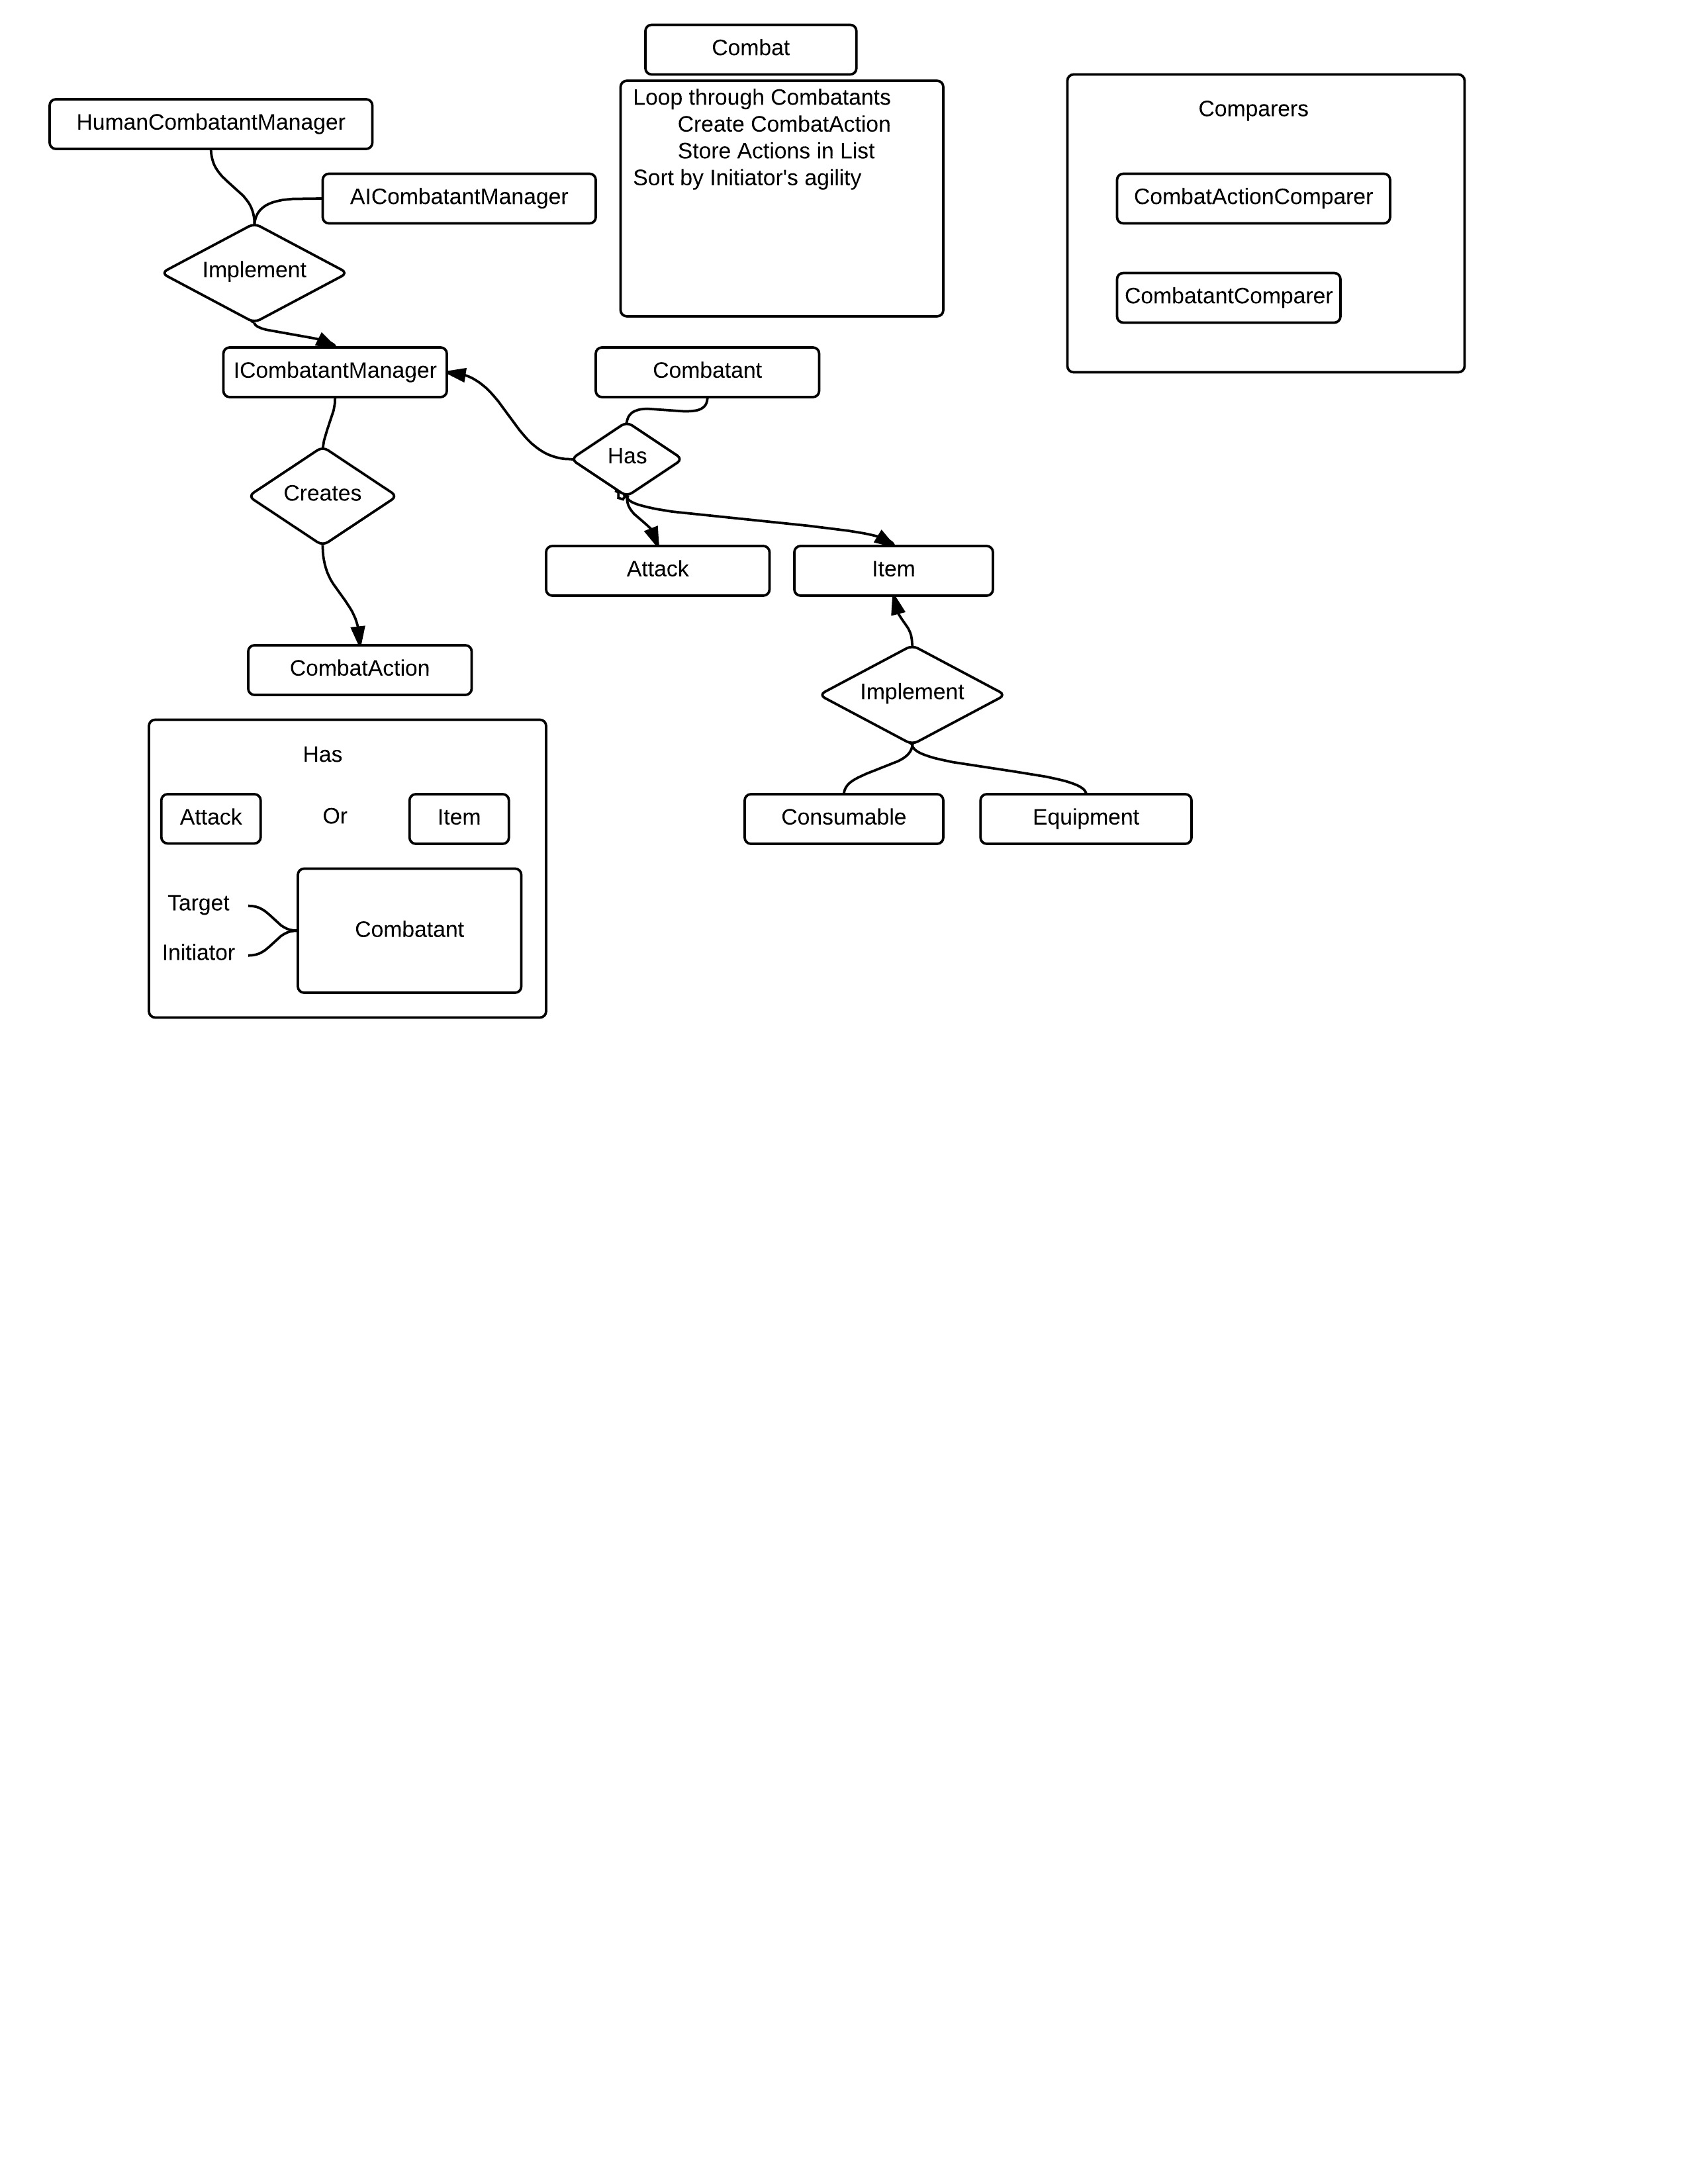 Combat
Loop through Combatants
Create CombatAction
Store Actions in List
Sort by Initiator's agility
Comparers
CombatActionComparer
CombatantComparer
HumanCombatantManager
AICombatantManager
Implement
ICombatantManager
Combatant
Has
Creates
Attack
Item
CombatAction
Implement
Consumable
Equipment
Has
Attack
Or
Item
Target
Initiator
Combatant